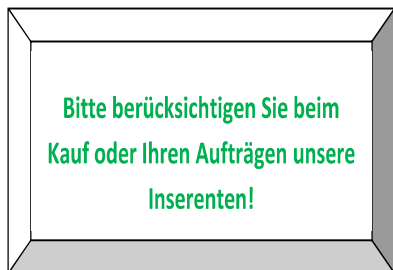 Bitte berücksichtigen Sie beim
Kauf oder Ihren Aufträgen unsere
Inserenten!